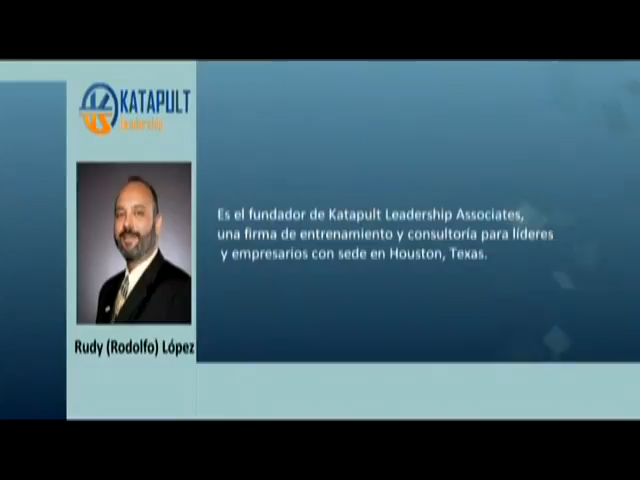 KATAPULT
Rudy (Rodolfo) López
Es el fundador de Katapult Leadership Associates,
una firma de entrenamiento y consultoría para líderes
y empresarios con sede en Houston, Texas.